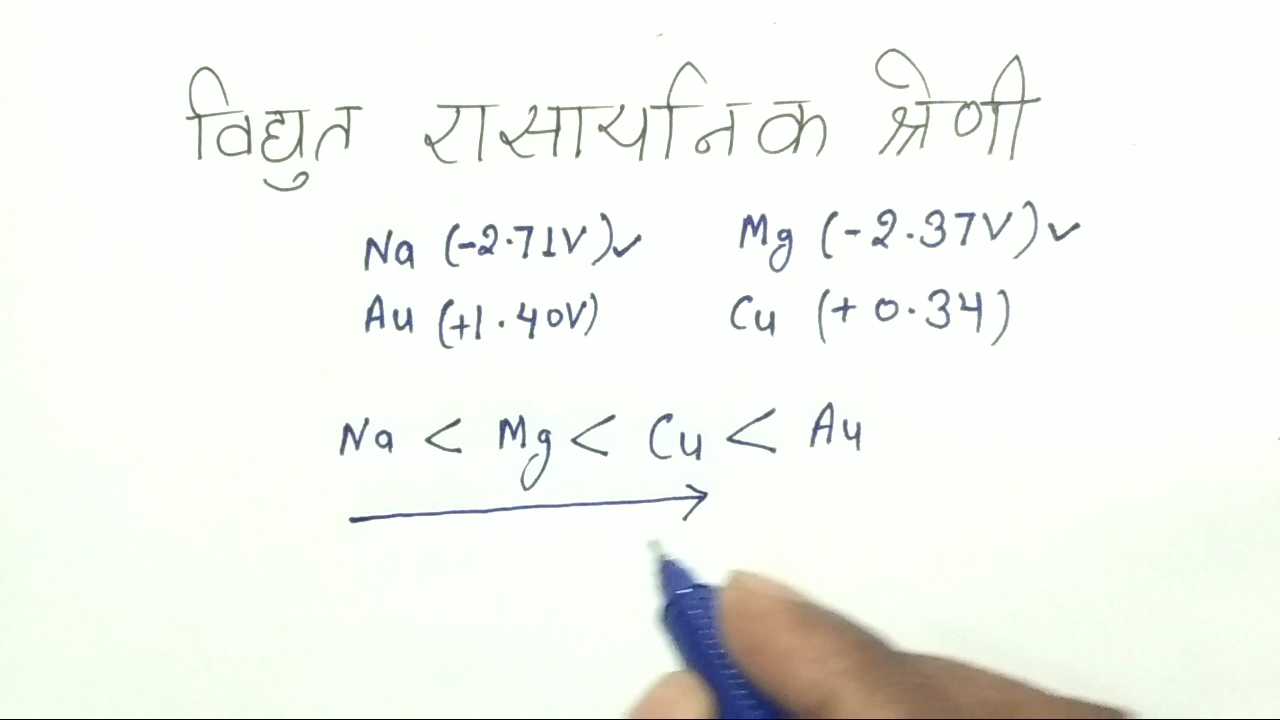 विद्युत रासायनिक श्रेणी
Na (-2.71V)✓ Mg (-2.37V)✓
Au (+1.40V) Cu (+0.34)
Na < Mg < Cu < Au